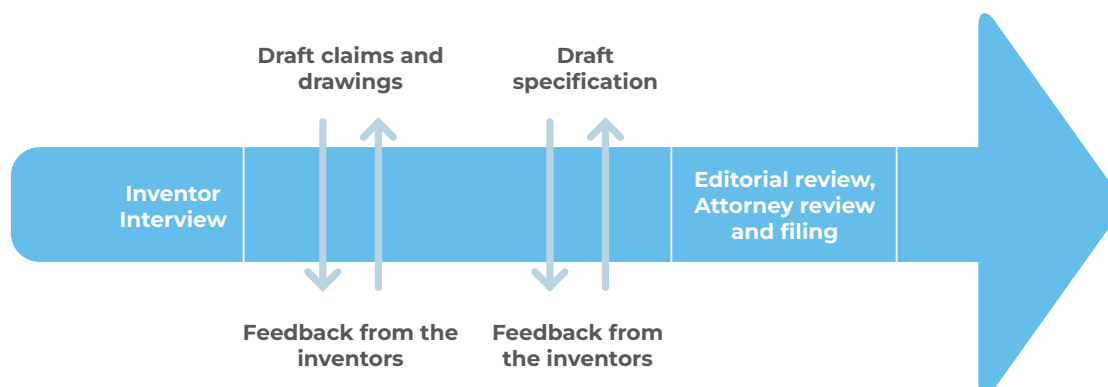 Draft claims and
drawings
Draft
specification
Inventor
Interview
Editorial review,
Attorney review
and filing
Feedback from the
inventors
Feedback from
the inventors